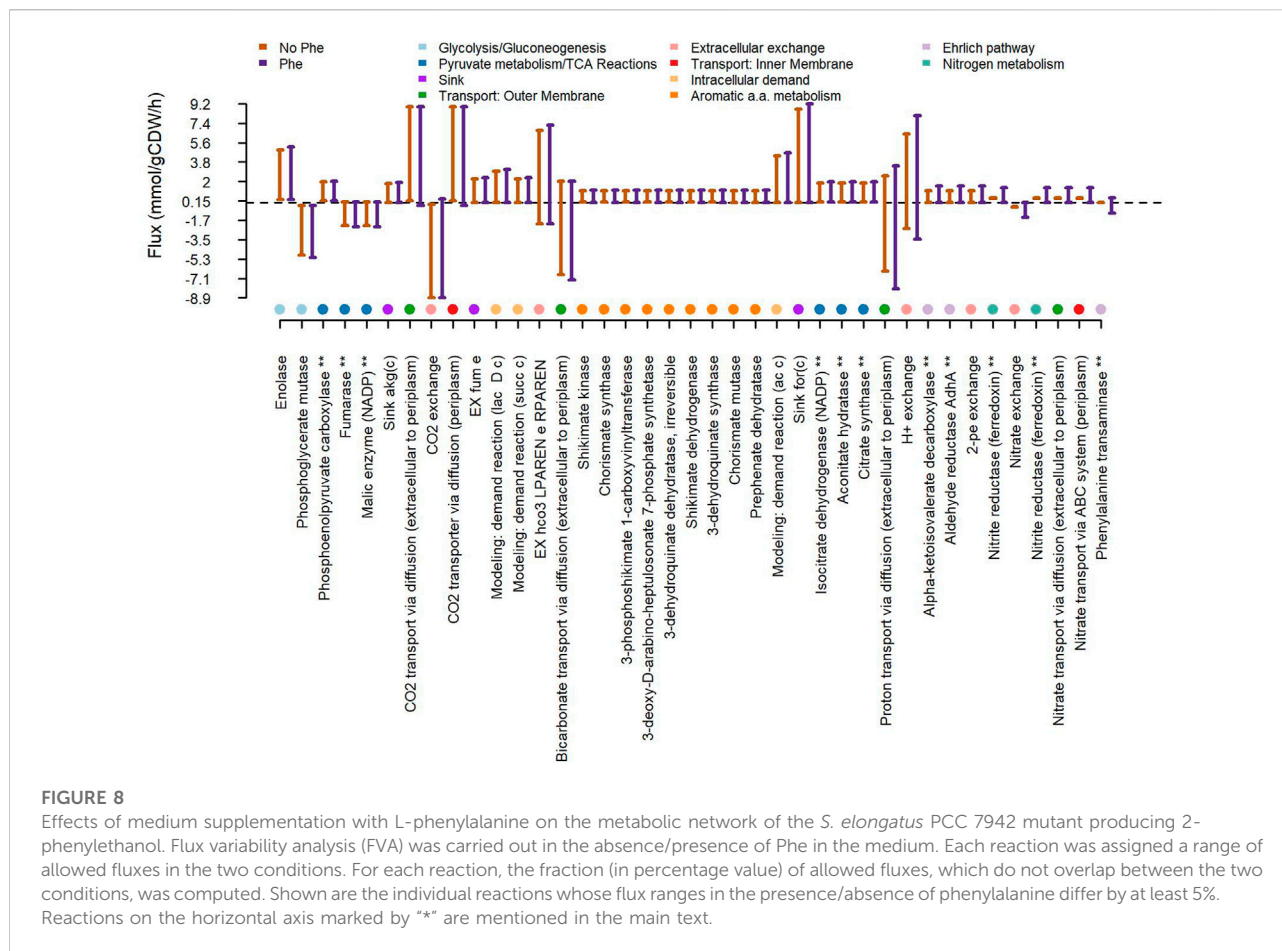 No Phe
Phe
Glycolysis/Gluconeogenesis
Pyruvate metabolism/TCA Reactions
Sink
Transport: Outer Membrane
Extracellular exchange
Transport: Inner Membrane
Intracellular demand
Aromatic a.a. metabolism
Ehrlich pathway
Nitrogen metabolism
Flux (mmol/gCDW/h)
9.2
7.4
5.6
3.8
2
0.15
-1.7
-3.5
-5.3
-7.1
-8.9
Enolase
Phosphoglycerate mutase
Phosphoenolpyruvate carboxylase **
Fumarase **
Malic enzyme (NADP) **
Sink akg(c)
CO2 transport via diffusion (extracellular to periplasm)
CO2 exchange
CO2 transporter via diffusion (periplasm)
EX fum e
Modeling: demand reaction (lac D c)
Modeling: demand reaction (succ c)
EX hco3 LPAREN e RPAREN
Bicarbonate transport via diffusion (extracellular to periplasm)
Shikimate kinase
Chorismate synthase
3-phosphoshikimate 1-carboxyvinyltransferase
3-deoxy-D-arabino-heptulosonate 7-phosphate synthetase
3-dehydroquinate dehydratase, irreversible
Shikimate dehydrogenase
3-dehydroquinate synthase
Chorismate mutase
Prephenate dehydratase
Modeling: demand reaction (ac c)
Sink for(c)
Isocitrate dehydrogenase (NADP) **
Aconitate hydratase **
Citrate synthase **
Proton transport via diffusion (extracellular to periplasm)
H+ exchange
Alpha-ketoisovalerate decarboxylase **
Aldehyde reductase AdhA **
2-pe exchange **
Nitrite reductase (ferredoxin) **
Nitrate exchange
Nitrite reductase (ferredoxin) **
Nitrate transport via diffusion (extracellular to periplasm)
Nitrate transport via ABC system (periplasm)
Phenylalanine transaminase **
FIGURE 8
Effects of medium supplementation with L-phenylalanine on the metabolic network of the S. elongatus PCC 7942 mutant producing 2-
phenylethanol. Flux variability analysis (FVA) was carried out in the absence/presence of Phe in the medium. Each reaction was assigned a range of
allowed fluxes in the two conditions. For each reaction, the fraction (in percentage value) of allowed fluxes, which do not overlap between the two
conditions, was computed. Shown are the individual reactions whose flux ranges in the presence/absence of phenylalanine differ by at least 5%.
Reactions on the horizontal axis marked by “*” are mentioned in the main text.